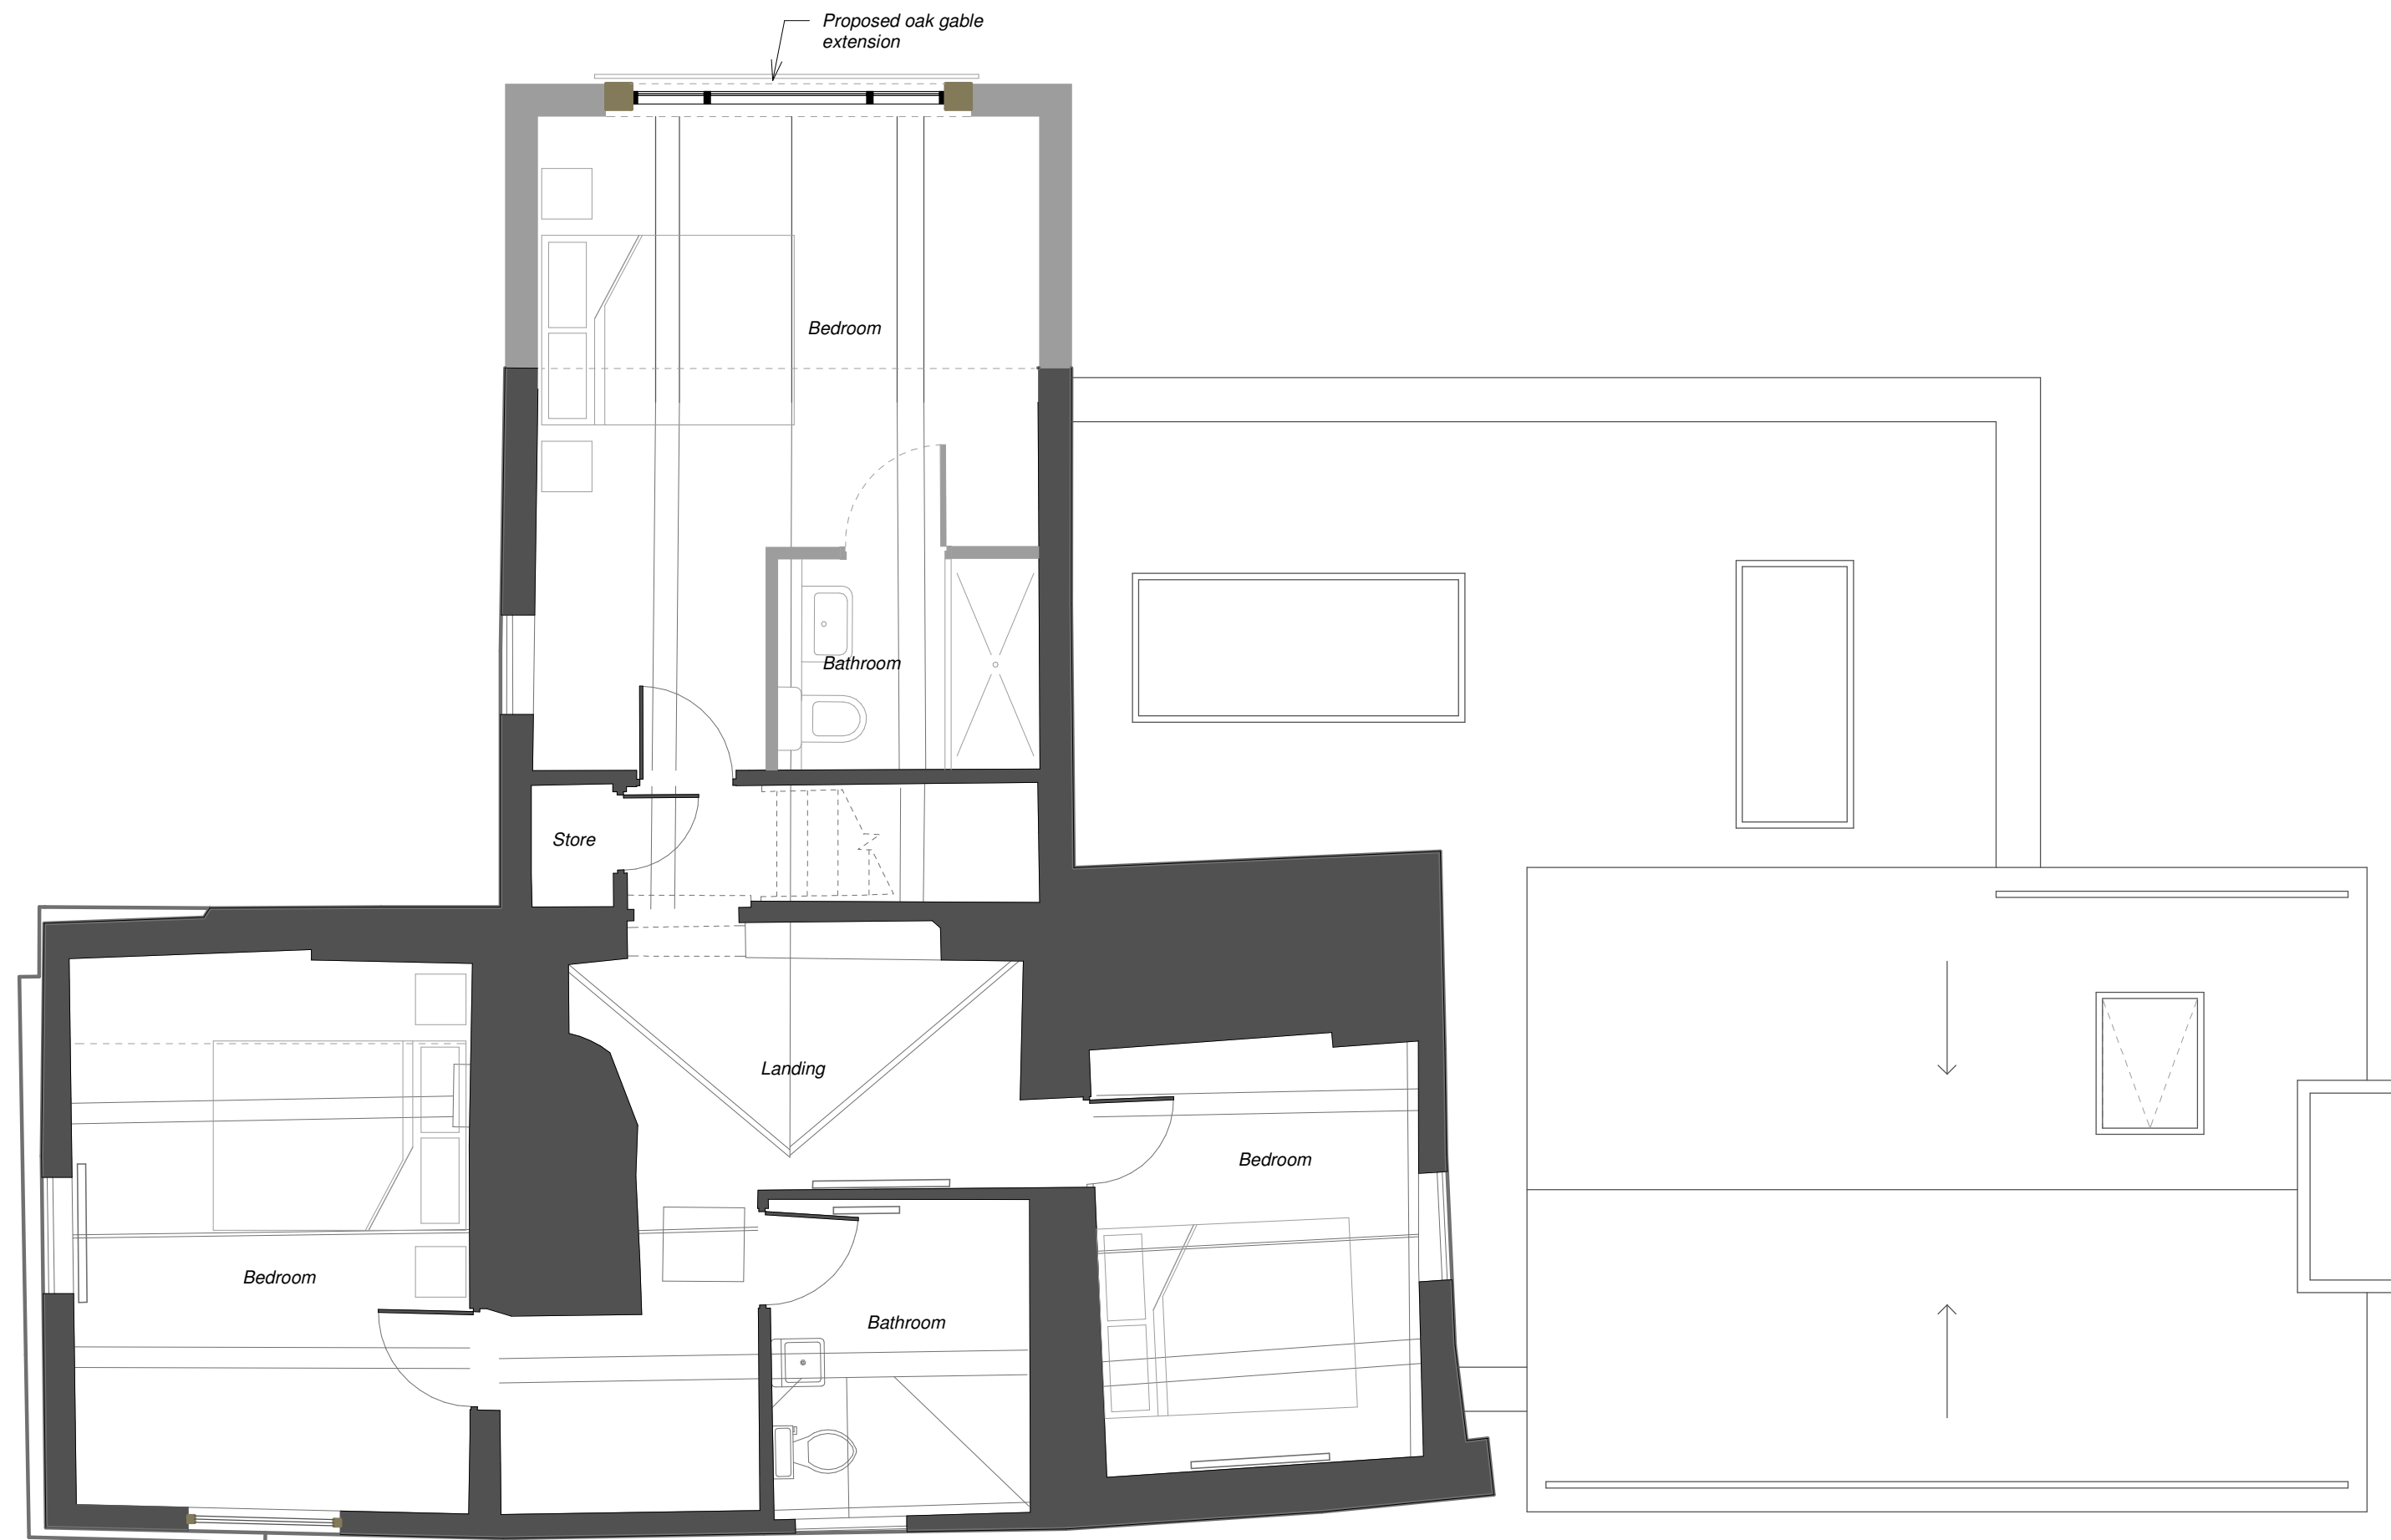 Proposed oak gable
extension
Bedroom
Bathroom
Store
Landing
Bedroom
Bedroom
Bathroom